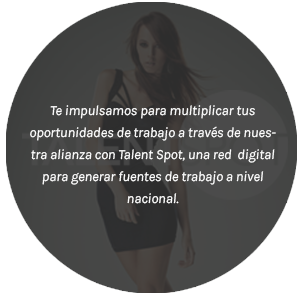 Te impulsamos para multiplicar tus
oportunidades de trabajo a través de nues-
tra alianza con Talent Spot, una red digital
para generar fuentes de trabajo a nivel
nacional.